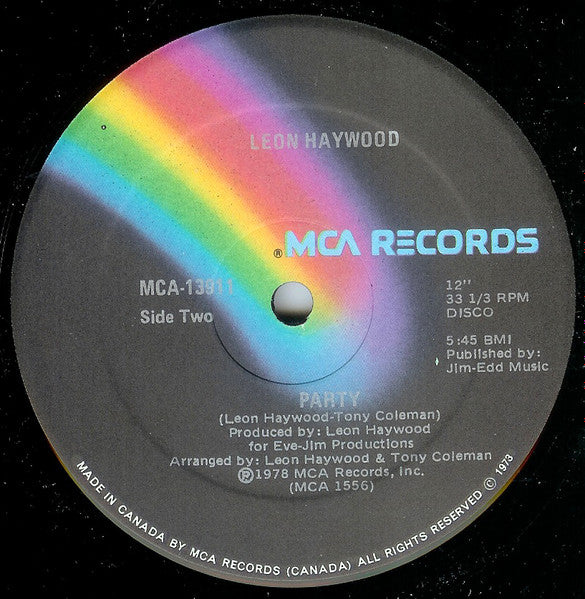 LEON HAYWOOD
® MCA RECORDS
MCA-13911
Side Two
12"
33 1/3 RPM
DISCO
5:45 BMI
Published by:
Jim-Edd Music
PARTY
(Leon Haywood-Tony Coleman)
Produced by: Leon Haywood
for Eve-Jim Productions
Arranged by: Leon Haywood & Tony Coleman
℗1978 MCA Records, Inc.
(MCA 1556)
MADE IN CANADA BY MCA RECORDS (CANADA) ALL RIGHTS RESERVED © 1973